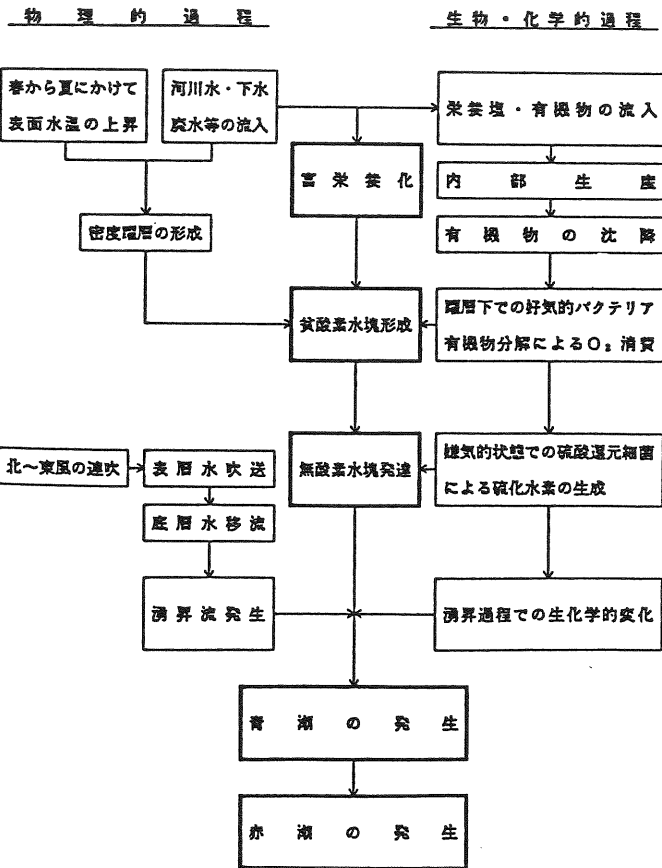 物理的過程
生物・化学的過程
春から夏にかけて
表面水温の上昇
河川水・下水
廃水等の流入
栄養塩・有機物の流入
富栄養化
内部生産
密度躍層の形成
有機物の沈降
貧酸素水塊形成
躍層下での好気的バクテリア
有機物分解によるO₂消費
北～東風の連吹
表層水吹送
無酸素水塊発達
嫌気的状態での硫酸還元細菌
による硫化水素の生成
底層水移流
湧昇流発生
湧昇過程での生化学的変化
青潮の発生
赤潮の発生